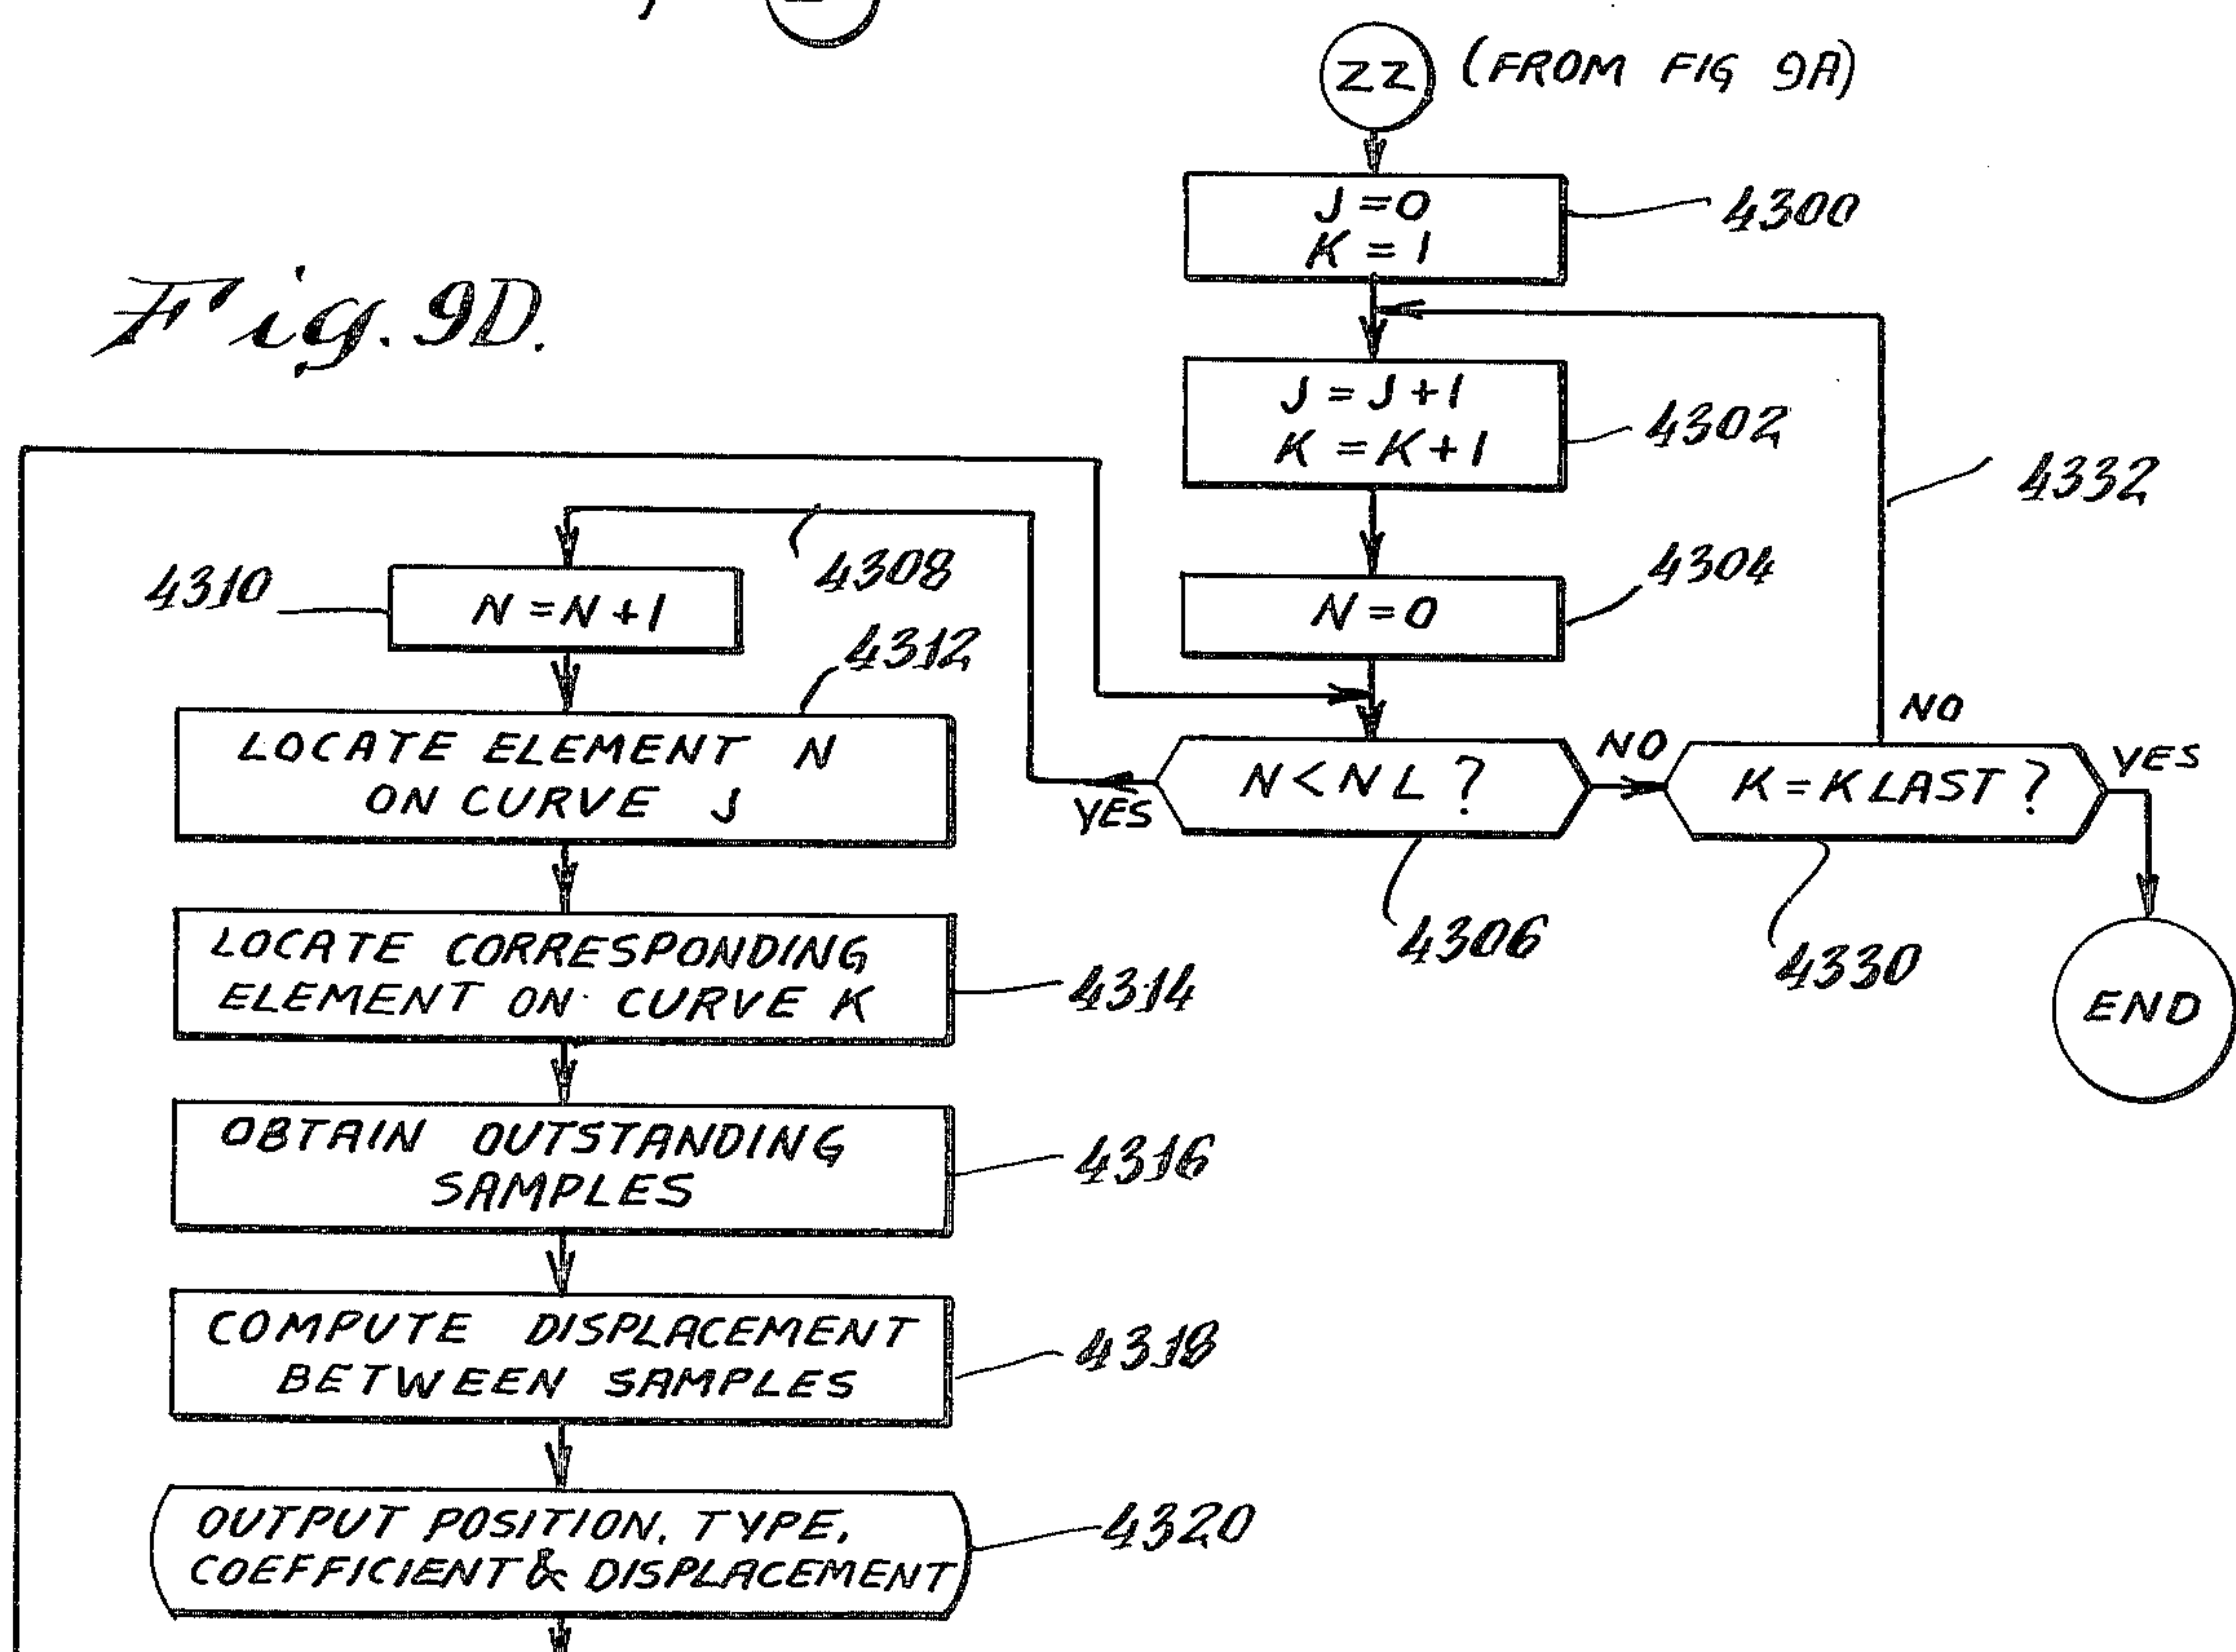 ZZ (FROM FIG 9A)
J = 0
K = 1
4300
Fig. 9D.
J = J + 1
K = K + 1
4302
4332
4308
4310
N = N + 1
4304
N = 0
4312
LOCATE ELEMENT N
ON CURVE J
YES
N < NL ?
NO
K = K LAST ?
NO
YES
4306
4330
END
LOCATE CORRESPONDING
ELEMENT ON CURVE K
4314
OBTAIN OUTSTANDING
SAMPLES
4316
COMPUTE DISPLACEMENT
BETWEEN SAMPLES
4318
OUTPUT POSITION, TYPE,
COEFFICIENT & DISPLACEMENT
4320